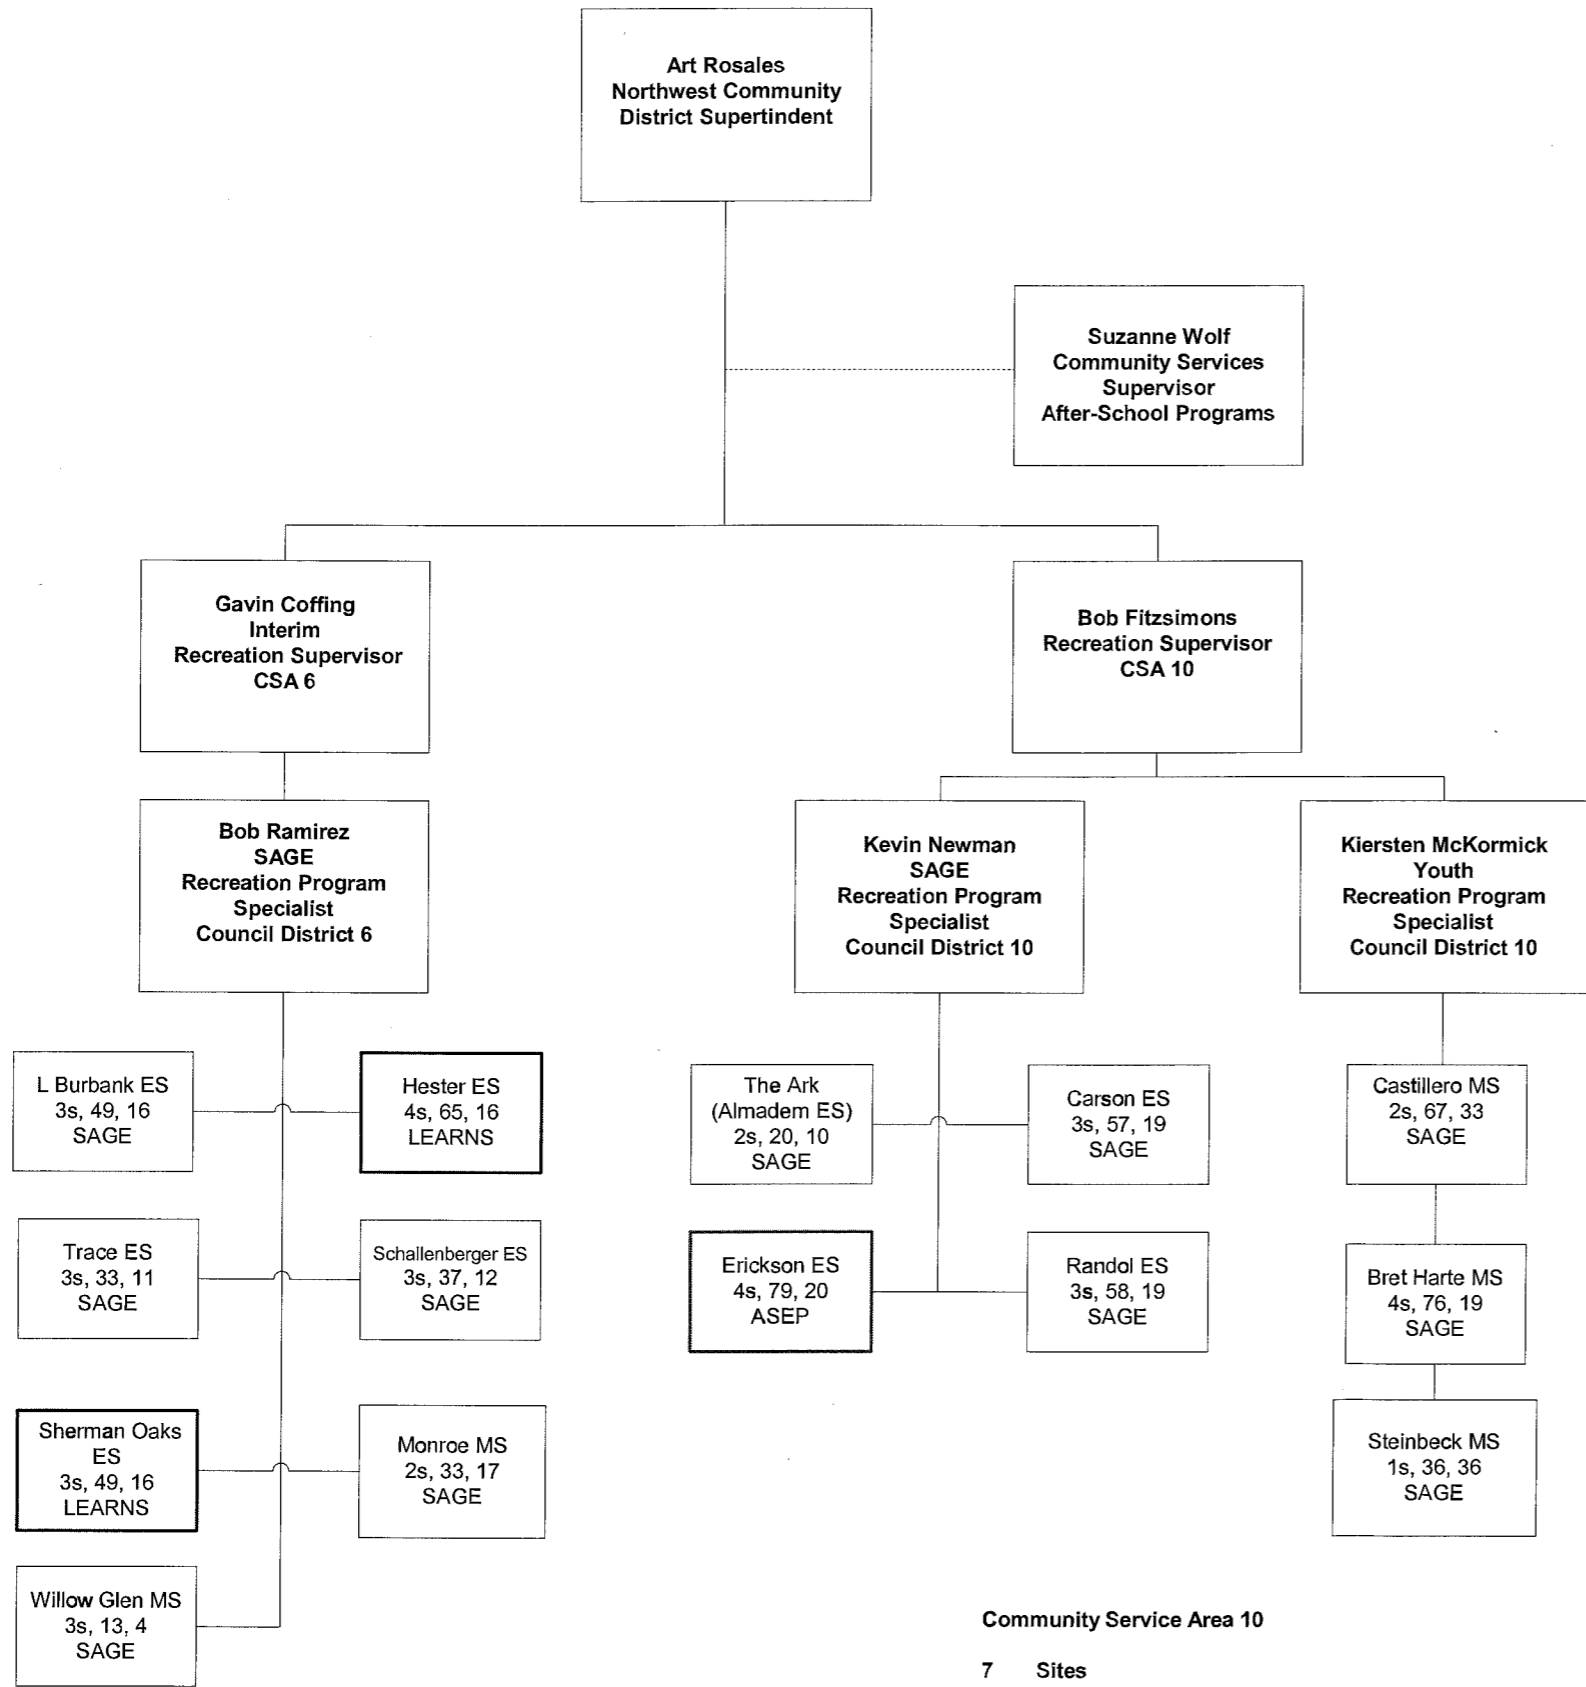 Art Rosales
Northwest Community
District Supertindent
Suzanne Wolf
Community Services
Supervisor
After-School Programs
Gavin Coffing
Interim
Recreation Supervisor
CSA 6
Bob Fitzsimons
Recreation Supervisor
CSA 10
Bob Ramirez
SAGE
Recreation Program
Specialist
Council District 6
Kevin Newman
SAGE
Recreation Program
Specialist
Council District 10
Kiersten McKormick
Youth
Recreation Program
Specialist
Council District 10
L Burbank ES
3s, 49, 16
SAGE
Hester ES
4s, 65, 16
LEARNS
The Ark
(Almadem ES)
2s, 20, 10
SAGE
Carson ES
3s, 57, 19
SAGE
Castillero MS
2s, 67, 33
SAGE
Trace ES
3s, 33, 11
SAGE
Schallenberger ES
3s, 37, 12
SAGE
Erickson ES
4s, 79, 20
ASEP
Randol ES
3s, 58, 19
SAGE
Bret Harte MS
4s, 76, 19
SAGE
Sherman Oaks
ES
3s, 49, 16
LEARNS
Monroe MS
2s, 33, 17
SAGE
Steinbeck MS
1s, 36, 36
SAGE
Willow Glen MS
3s, 13, 4
SAGE
Community Service Area 10
7 Sites